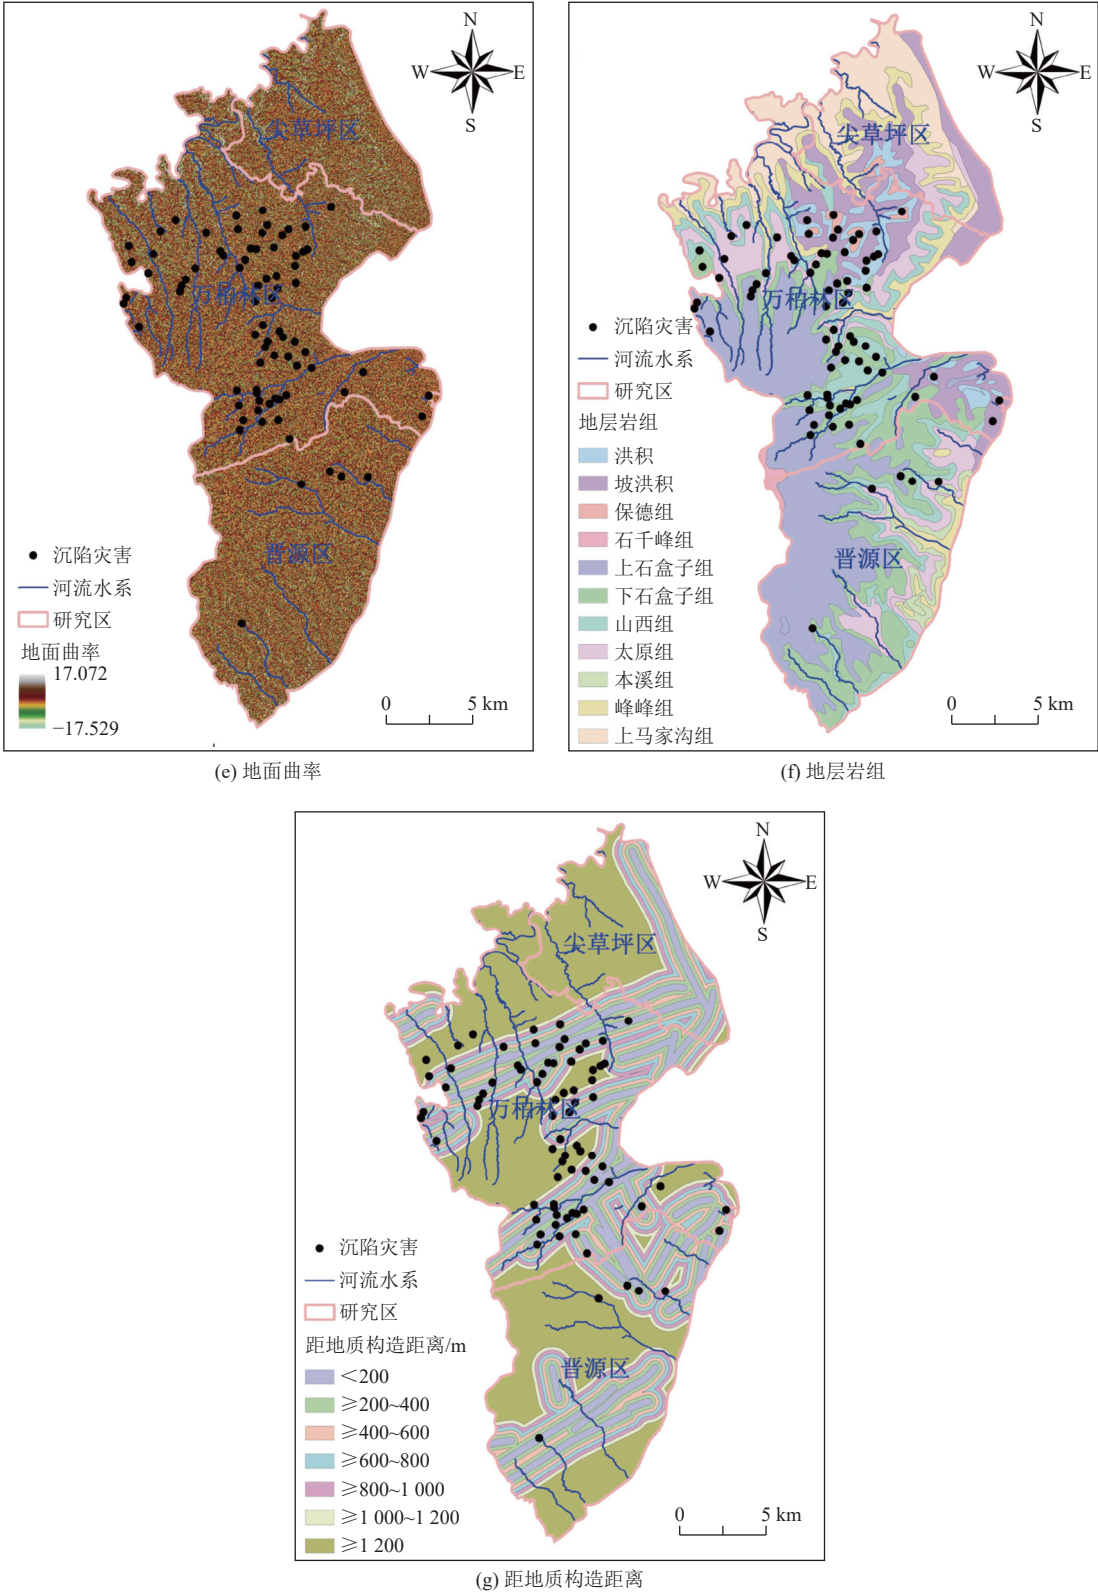 N
W
E
S
尖草坪区
万柏林区
晋源区
沉陷灾害
河流水系
研究区
地面曲率
17.072
−17.529
0
5 km
(e) 地面曲率
N
W
E
S
尖草坪区
万柏林区
晋源区
沉陷灾害
河流水系
研究区
地层岩组
洪积
坡洪积
保德组
石千峰组
上石盒子组
下石盒子组
山西组
太原组
本溪组
峰峰组
上马家沟组
0
5 km
(f) 地层岩组
N
W
E
S
尖草坪区
万柏林区
晋源区
沉陷灾害
河流水系
研究区
距地质构造距离/m
＜200
≥200~400
≥400~600
≥600~800
≥800~1 000
≥1 000~1 200
≥1 200
0
5 km
(g) 距地质构造距离